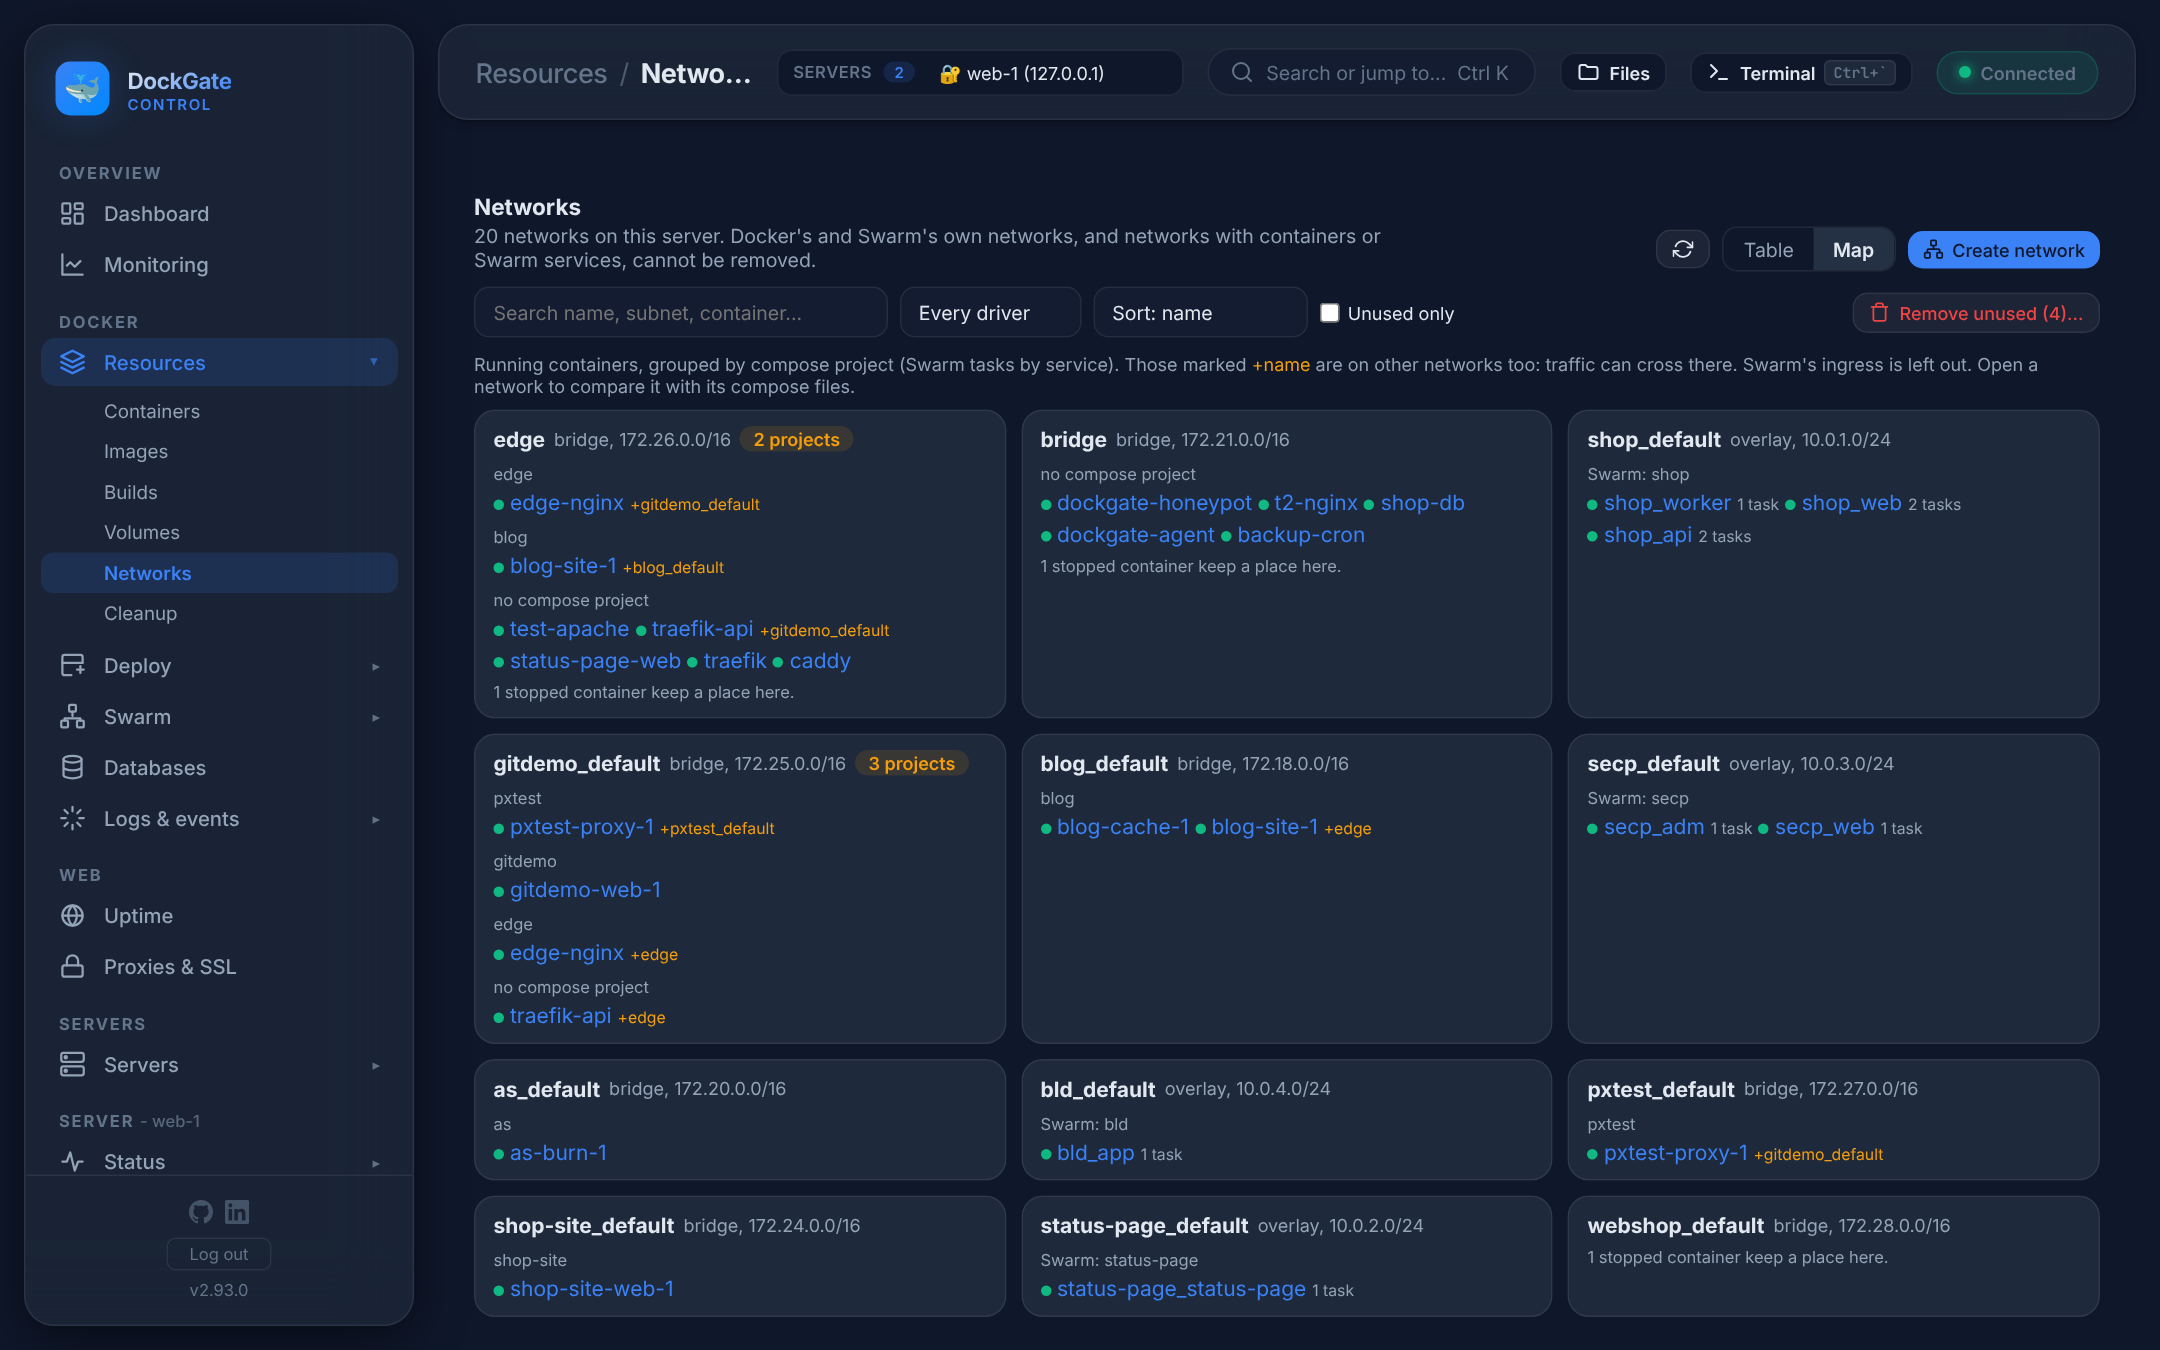 DockGate
CONTROL
OVERVIEW
Dashboard
Monitoring
DOCKER
Resources
Containers
Images
Builds
Volumes
Networks
Cleanup
Deploy
Swarm
Databases
Logs & events
WEB
Uptime
Proxies & SSL
SERVERS
Servers
SERVER - web-1
Status
Log out
v2.93.0
Resources / Netwo...
SERVERS 2 web-1 (127.0.0.1)
Search or jump to... Ctrl K
Files
Terminal Ctrl+`
Connected
Networks
20 networks on this server. Docker's and Swarm's own networks, and networks with containers or
Swarm services, cannot be removed.
Table Map Create network
Search name, subnet, container...
Every driver
Sort: name
Unused only
Remove unused (4)...
Running containers, grouped by compose project (Swarm tasks by service). Those marked +name are on other networks too: traffic can cross there. Swarm's ingress is left out. Open a
network to compare it with its compose files.
edge bridge, 172.26.0.0/16 2 projects
edge
edge-nginx +gitdemo_default
blog
blog-site-1 +blog_default
no compose project
test-apache traefik-api +gitdemo_default
status-page-web traefik caddy
1 stopped container keep a place here.
bridge bridge, 172.21.0.0/16
no compose project
dockgate-honeypot t2-nginx shop-db
dockgate-agent backup-cron
1 stopped container keep a place here.
shop_default overlay, 10.0.1.0/24
Swarm: shop
shop_worker 1 task shop_web 2 tasks
shop_api 2 tasks
gitdemo_default bridge, 172.25.0.0/16 3 projects
pxtest
pxtest-proxy-1 +pxtest_default
gitdemo
gitdemo-web-1
edge
edge-nginx +edge
no compose project
traefik-api +edge
blog_default bridge, 172.18.0.0/16
blog
blog-cache-1 blog-site-1 +edge
secp_default overlay, 10.0.3.0/24
Swarm: secp
secp_adm 1 task secp_web 1 task
as_default bridge, 172.20.0.0/16
as
as-burn-1
bld_default overlay, 10.0.4.0/24
Swarm: bld
bld_app 1 task
pxtest_default bridge, 172.27.0.0/16
pxtest
pxtest-proxy-1 +gitdemo_default
shop-site_default bridge, 172.24.0.0/16
shop-site
shop-site-web-1
status-page_default overlay, 10.0.2.0/24
Swarm: status-page
status-page_status-page 1 task
webshop_default bridge, 172.28.0.0/16
1 stopped container keep a place here.